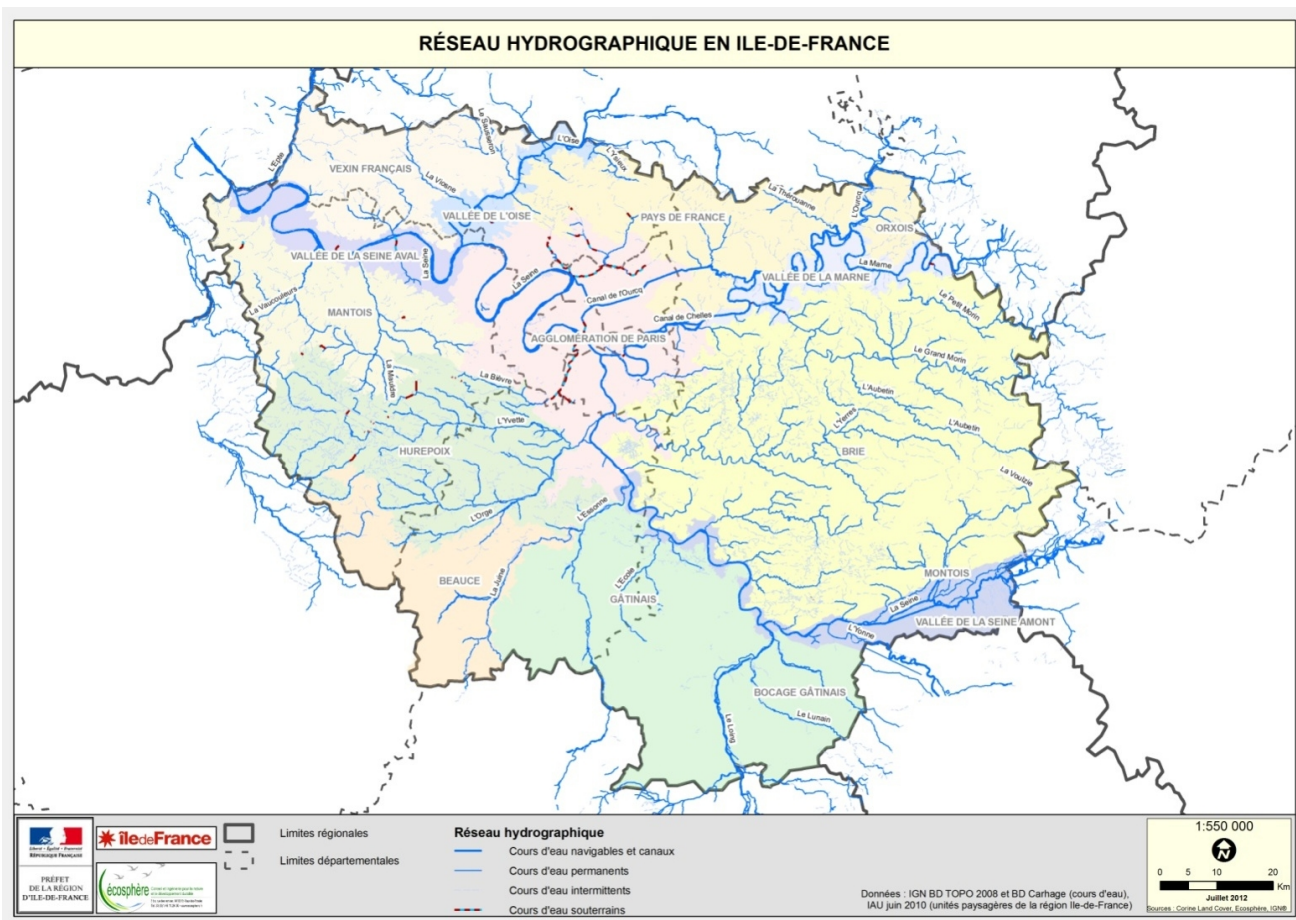 RÉSEAU HYDROGRAPHIQUE EN ILE-DE-FRANCE
L'Epte
Le Sausseron
L'Oise
L'Ysieux
VEXIN FRANÇAIS
La Viosne
VALLÉE DE L'OISE
PAYS DE FRANCE
La Thérouanne
L'Ourcq
ORXOIS
VALLÉE DE LA SEINE AVAL
La Seine
La Seine
VALLÉE DE LA MARNE
La Marne
La Vaucouleurs
MANTOIS
Canal de l'Ourcq
Canal de Chelles
Le Petit Morin
AGGLOMÉRATION DE PARIS
Le Grand Morin
La Mauldre
La Bièvre
L'Aubetin
L'Yvette
L'Yerres
L'Aubetin
HUREPOIX
BRIE
La Voulzie
L'Orge
L'Essonne
BEAUCE
La Juine
L'Ecole
GÂTINAIS
MONTOIS
La Seine
L'Yonne
VALLÉE DE LA SEINE AMONT
BOCAGE GÂTINAIS
Le Lunain
Le Loing
Liberté • Égalité • Fraternité
RÉPUBLIQUE FRANÇAISE
PRÉFET
DE LA RÉGION
D'ILE-DE-FRANCE
îledeFrance
écosphère
Limites régionales
Limites départementales
Réseau hydrographique
Cours d'eau navigables et canaux
Cours d'eau permanents
Cours d'eau intermittents
Cours d'eau souterrains
Données : IGN BD TOPO 2008 et BD Carhage (cours d'eau),
IAU juin 2010 (unités paysagères de la région Ile-de-France)
1:550 000
N
0 5 10 20
Km
Juillet 2012
Sources : Corine Land Cover, Ecosphère, IGN®